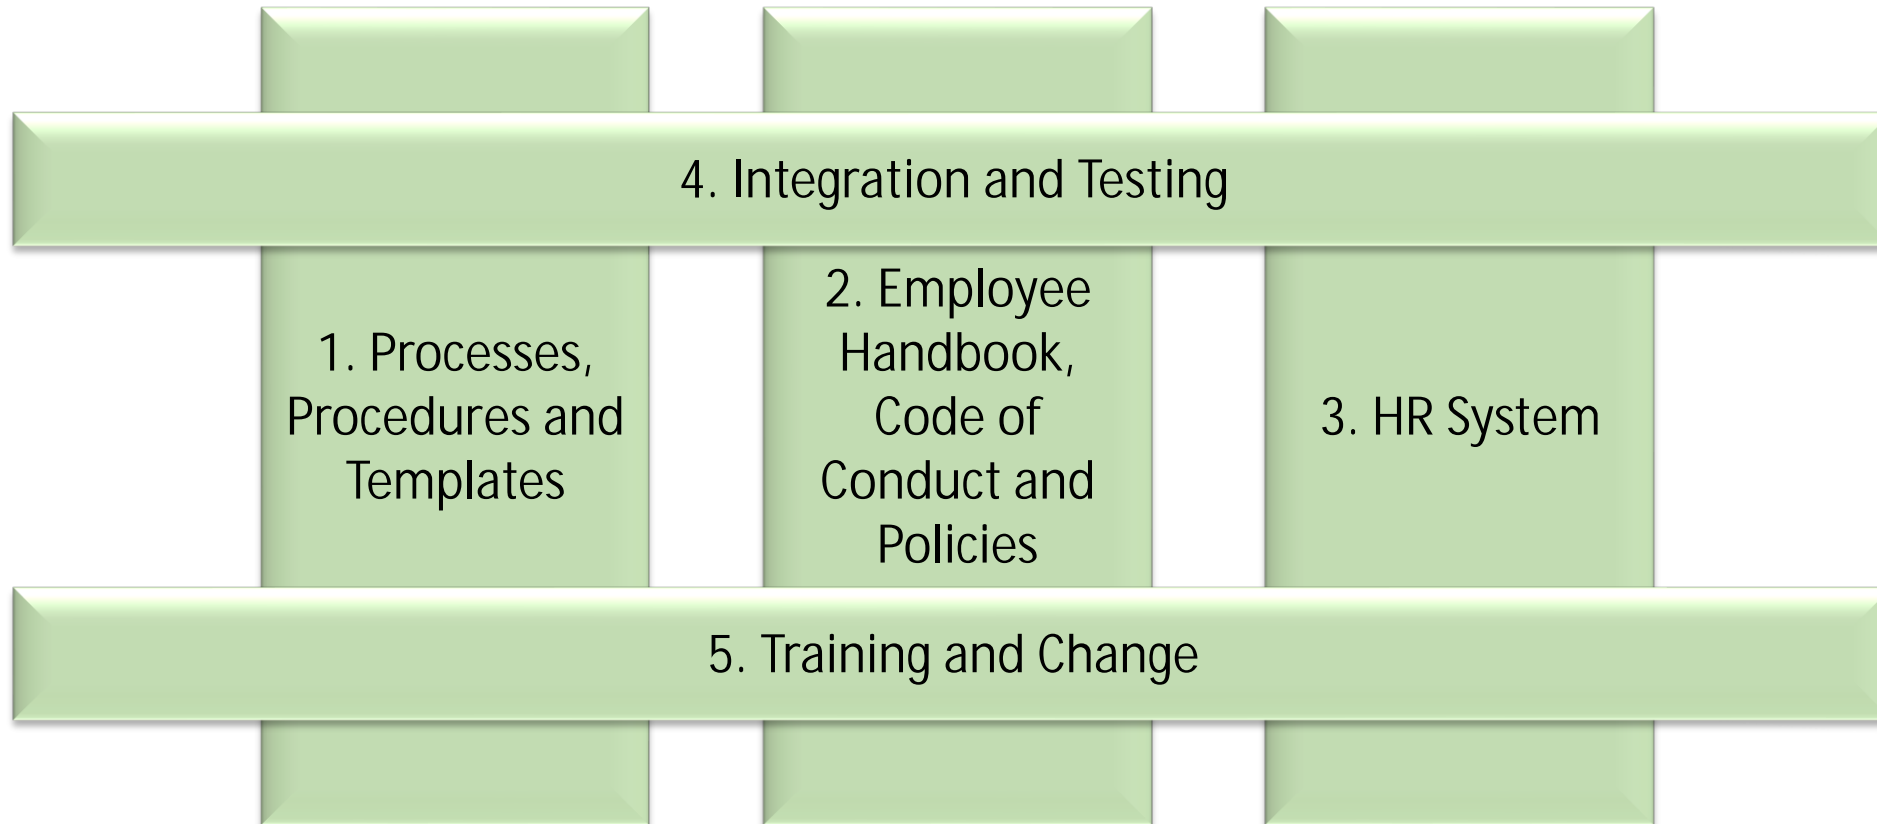 4. Integration and Testing
1. Processes,
Procedures and
Templates
2. Employee
Handbook,
Code of
Conduct and
Policies
3. HR System
5. Training and Change